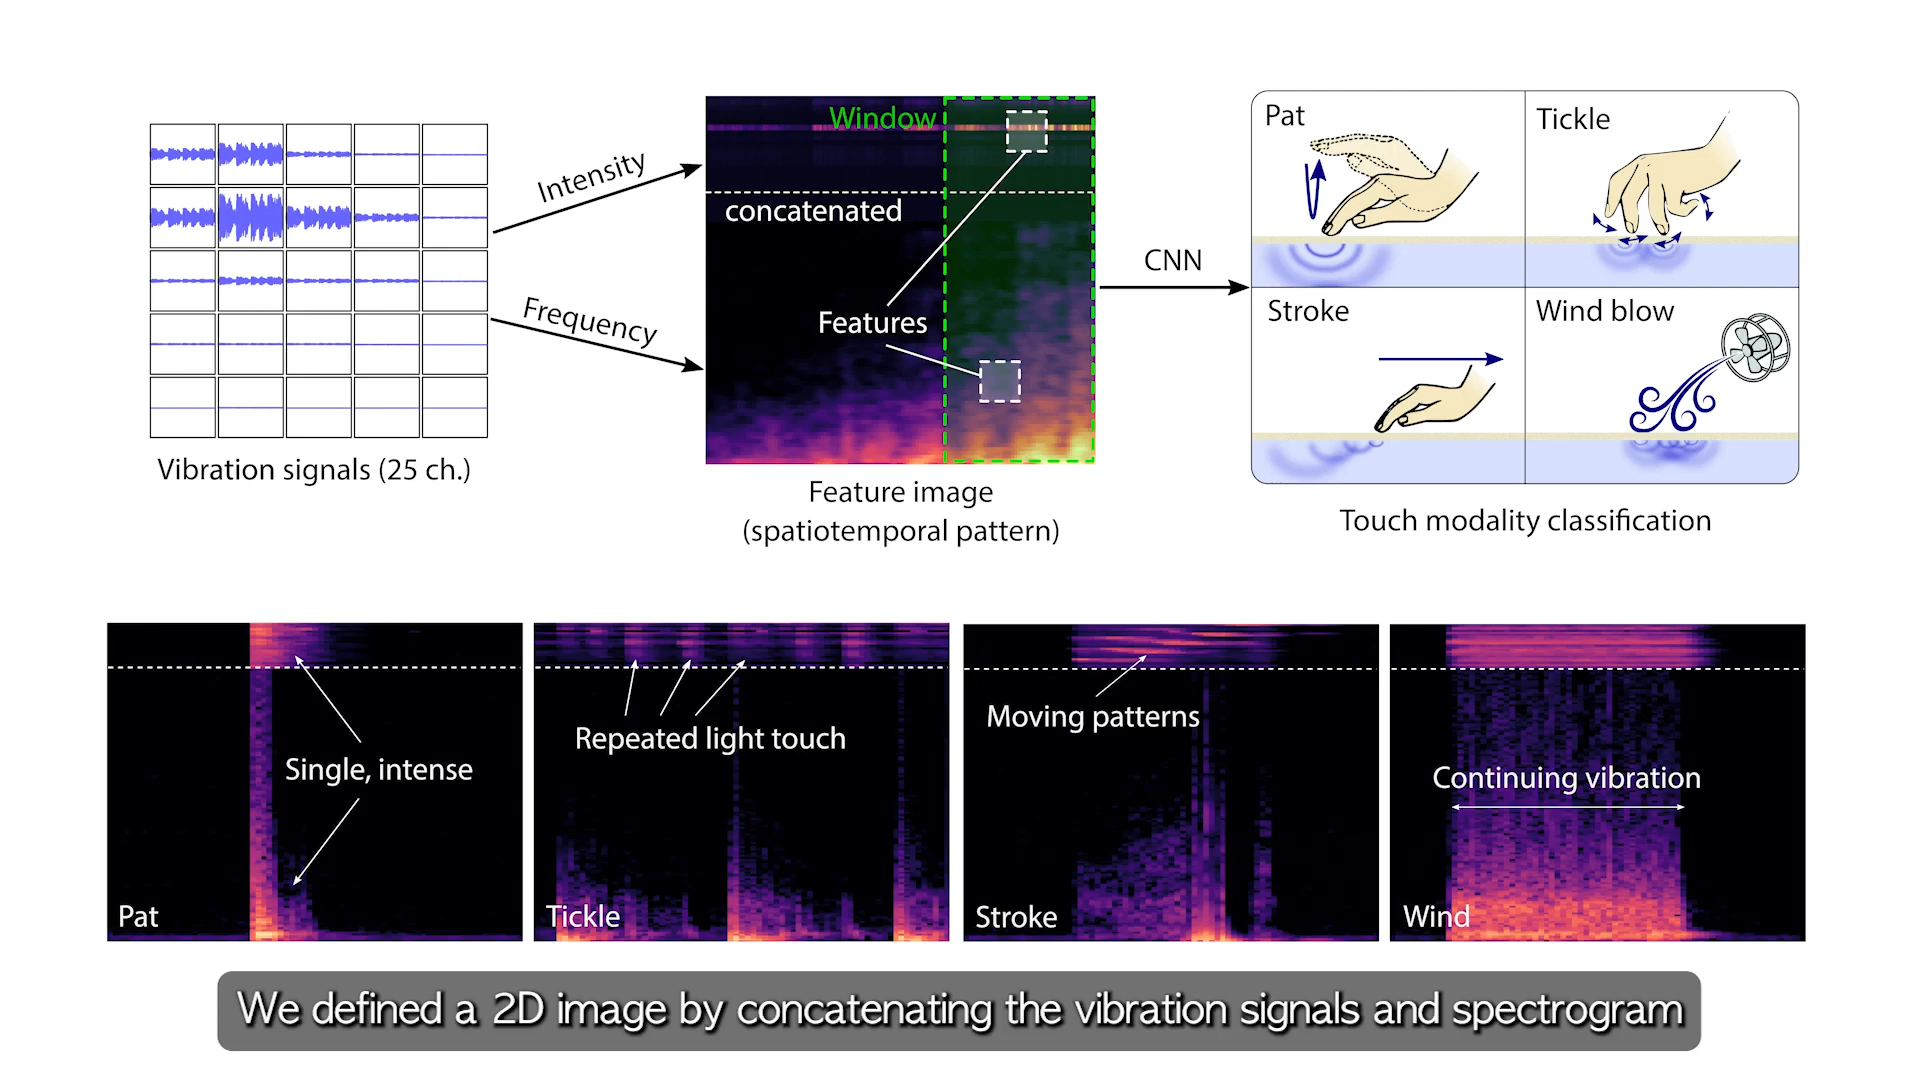 Vibration signals (25 ch.)
Intensity
Frequency
Window
concatenated
Features
Feature image
(spatiotemporal pattern)
CNN
Pat
Tickle
Stroke
Wind blow
Touch modality classification
Single, intense
Pat
Repeated light touch
Tickle
Moving patterns
Stroke
Continuing vibration
Wind
We defined a 2D image by concatenating the vibration signals and spectrogram